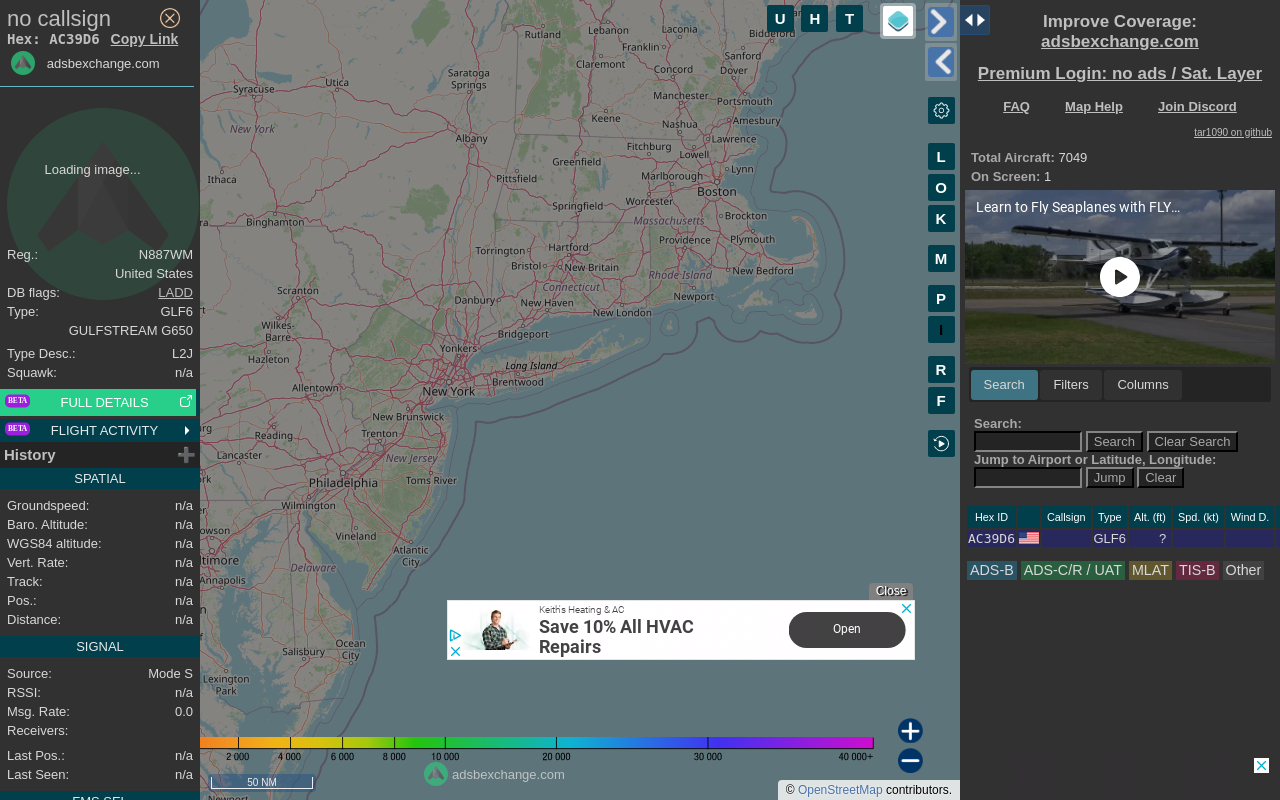 no callsign
Hex: AC39D6 Copy Link
adsbexchange.com
Loading image...
Reg.: N887WM
United States
DB flags: LADD
Type: GLF6
GULFSTREAM G650
Type Desc.: L2J
Squawk: n/a
BETA FULL DETAILS
BETA FLIGHT ACTIVITY
History
SPATIAL
Groundspeed: n/a
Baro. Altitude: n/a
WGS84 altitude: n/a
Vert. Rate: n/a
Track: n/a
Pos.: n/a
Distance: n/a
SIGNAL
Source: Mode S
RSSI: n/a
Msg. Rate: 0.0
Receivers:
Last Pos.: n/a
Last Seen: n/a
FMS SEL
U H T
L
O
K
M
P
I
R
F
Rutland
Lebanon
Laconia
Biddeford
Franklin
Claremont
Concord
Sanford
Dover
Utica
Saratoga Springs
Syracuse
Manchester
Portsmouth
Keene
Nashua
Amesbury
New York
Albany
Fitchburg
Lawrence
Greenfield
Lowell
Ithaca
Pittsfield
Marlborough
Lynn
Boston
Worcester
Springfield
Massachusetts
Brockton
Binghamton
Torrington
Hartford
Providence
Plymouth
Bristol
New Britain
Rhode Island
New Bedford
Connecticut
Scranton
Danbury
New Haven
Newport
New London
Wilkes-Barre
Bridgeport
Hazleton
Yonkers
Long Island
Allentown
New York
Brentwood
New Brunswick
Reading
Trenton
Lancaster
New Jersey
Philadelphia
Toms River
Wilmington
Vineland
Atlantic City
Annapolis
Delaware
Salisbury
Ocean City
Lexington Park
Close
Keith's Heating & AC
Save 10% All HVAC
Repairs
Open
2 000 4 000 6 000 8 000 10 000 20 000 30 000 40 000+
50 NM
adsbexchange.com
© OpenStreetMap contributors.
Improve Coverage:
adsbexchange.com
Premium Login: no ads / Sat. Layer
FAQ Map Help Join Discord
tar1090 on github
Total Aircraft: 7049
On Screen: 1
Learn to Fly Seaplanes with FLY...
Search Filters Columns
Search:
Search Clear Search
Jump to Airport or Latitude, Longitude:
Jump Clear
Hex ID Callsign Type Alt. (ft) Spd. (kt) Wind D.
AC39D6 GLF6 ?
ADS-B ADS-C/R / UAT MLAT TIS-B Other